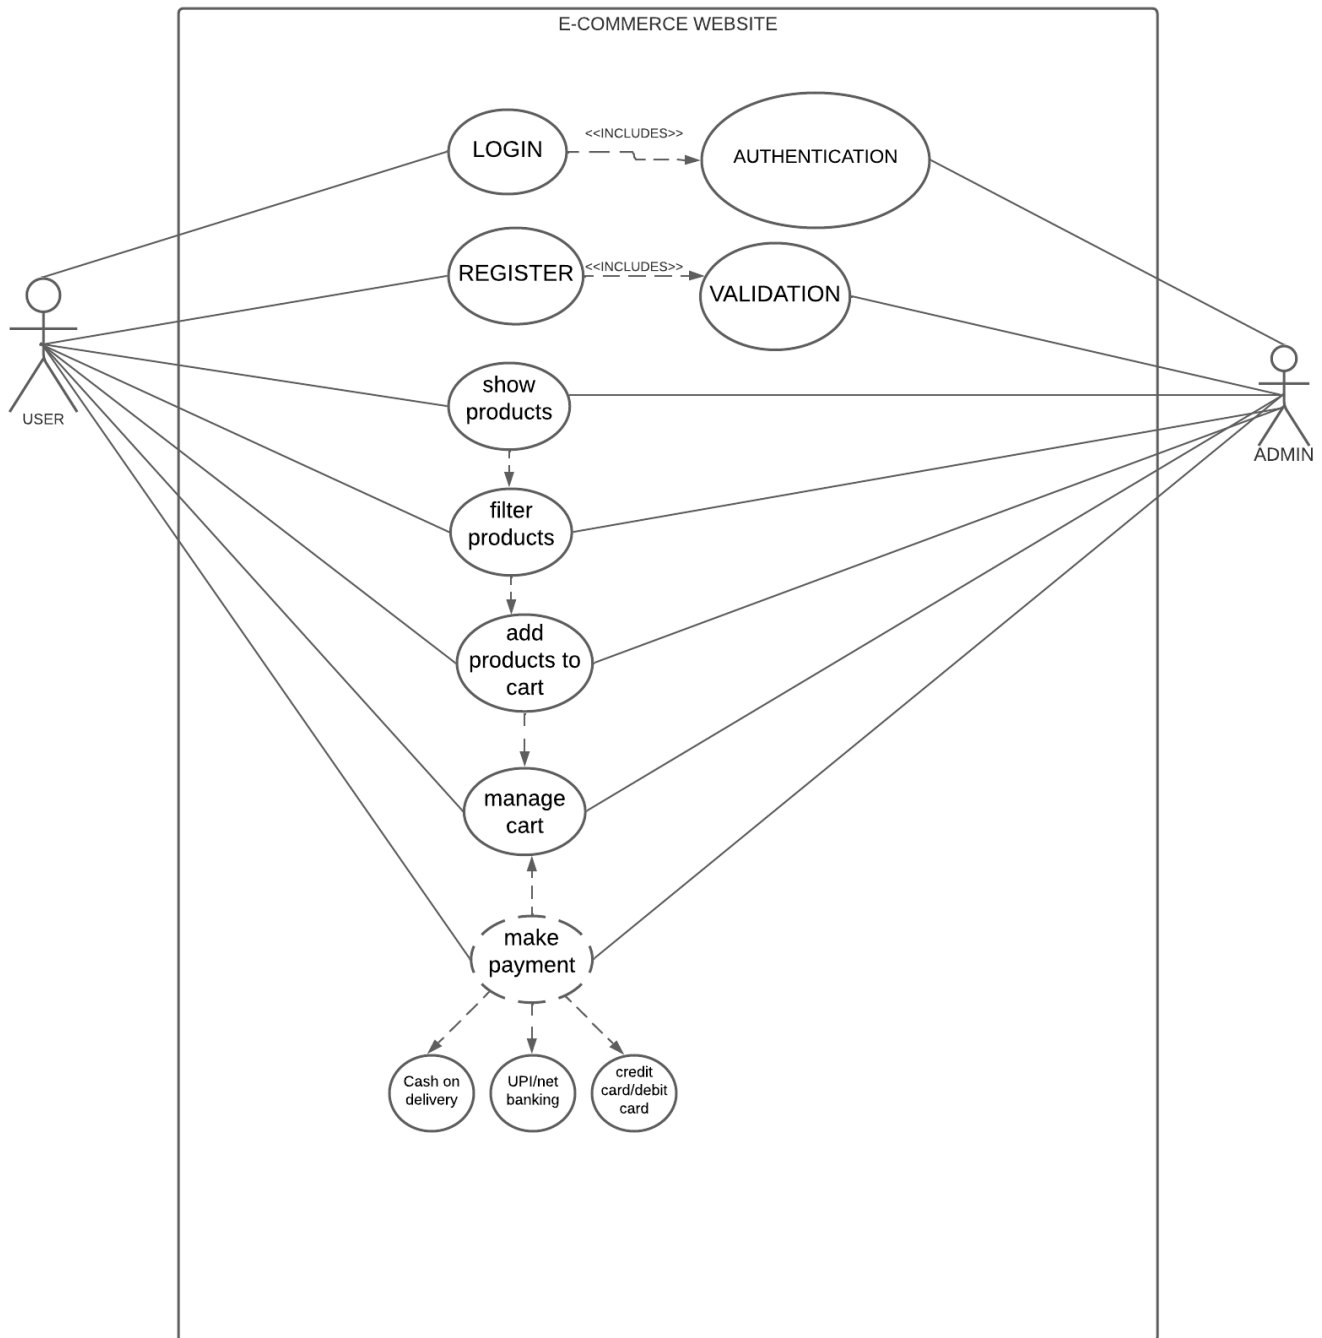 E-COMMERCE WEBSITE
LOGIN
<<INCLUDES>>
AUTHENTICATION
REGISTER
<<INCLUDES>>
VALIDATION
USER
show
products
ADMIN
filter
products
add
products to
cart
manage
cart
make
payment
Cash on
delivery
UPI/net
banking
credit
card/debit
card